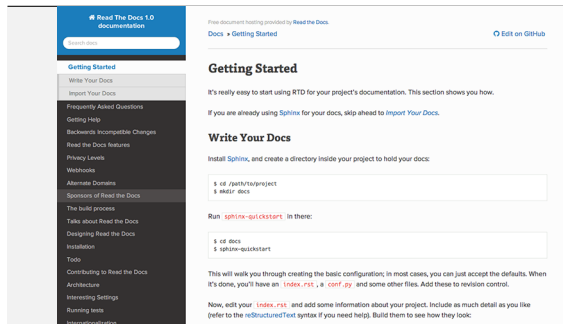 Read The Docs 1.0
documentation
Search docs
Getting Started
Write Your Docs
Import Your Docs
Frequently Asked Questions
Getting Help
Backwards Incompatible Changes
Read the Docs features
Privacy Levels
Webhooks
Alternate Domains
Sponsors of Read the Docs
The build process
Talks about Read the Docs
Designing Read the Docs
Installation
Todo
Contributing to Read the Docs
Architecture
Interesting Settings
Running tests
Internationalization
Free document hosting provided by Read the Docs.
Docs » Getting Started
Edit on GitHub
Getting Started
It's really easy to start using RTD for your project's documentation. This section shows you how.
If you are already using Sphinx for your docs, skip ahead to Import Your Docs.
Write Your Docs
Install Sphinx, and create a directory inside your project to hold your docs:
$ cd /path/to/project
$ mkdir docs
Run sphinx-quickstart in there:
$ cd docs
$ sphinx-quickstart
This will walk you through creating the basic configuration; in most cases, you can just accept the defaults. When
it's done, you'll have an index.rst , a conf.py and some other files. Add these to revision control.
Now, edit your index.rst and add some information about your project. Include as much detail as you like
(refer to the reStructuredText syntax if you need help). Build them to see how they look: